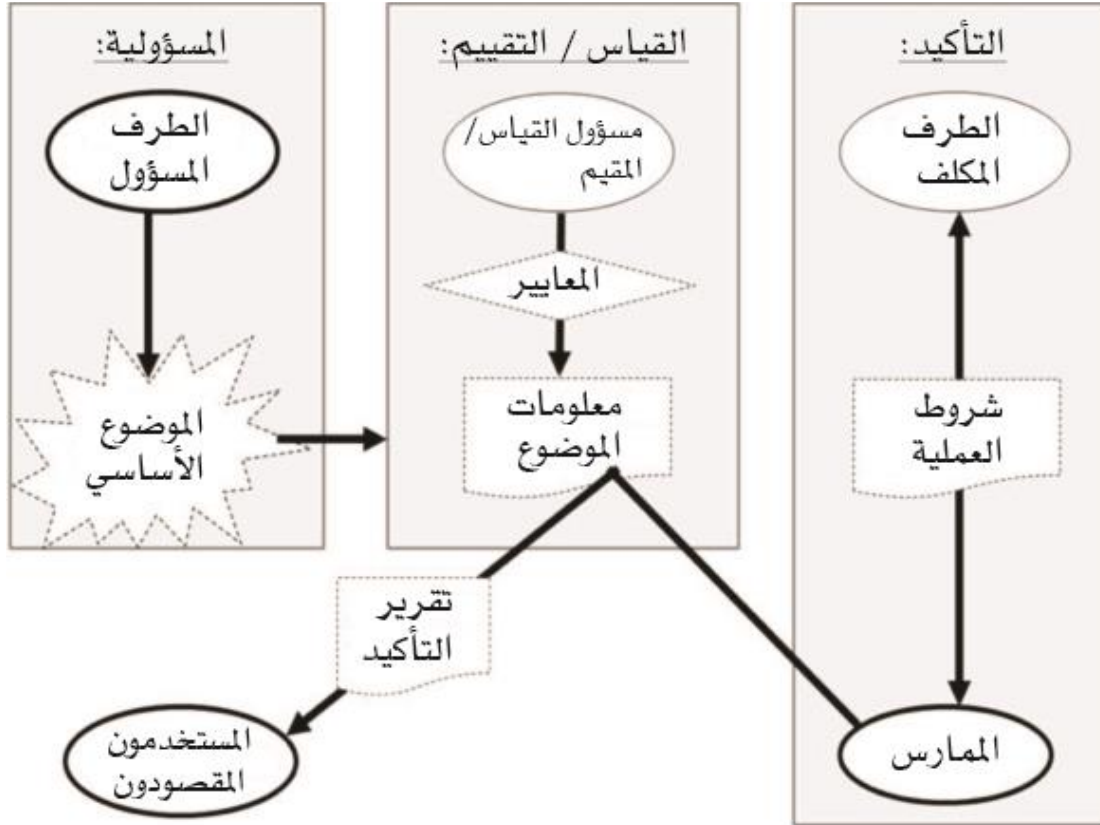 التأكيد:
الطرف
المكلف
شروط
العملية
الممارس
القياس / التقييم:
مسؤول القياس/
المقيم
المعايير
معلومات
الموضوع
المسؤولية:
الطرف
المسؤول
الموضوع
الأساسي
تقرير
التأكيد
المستخدمون
المقصودون